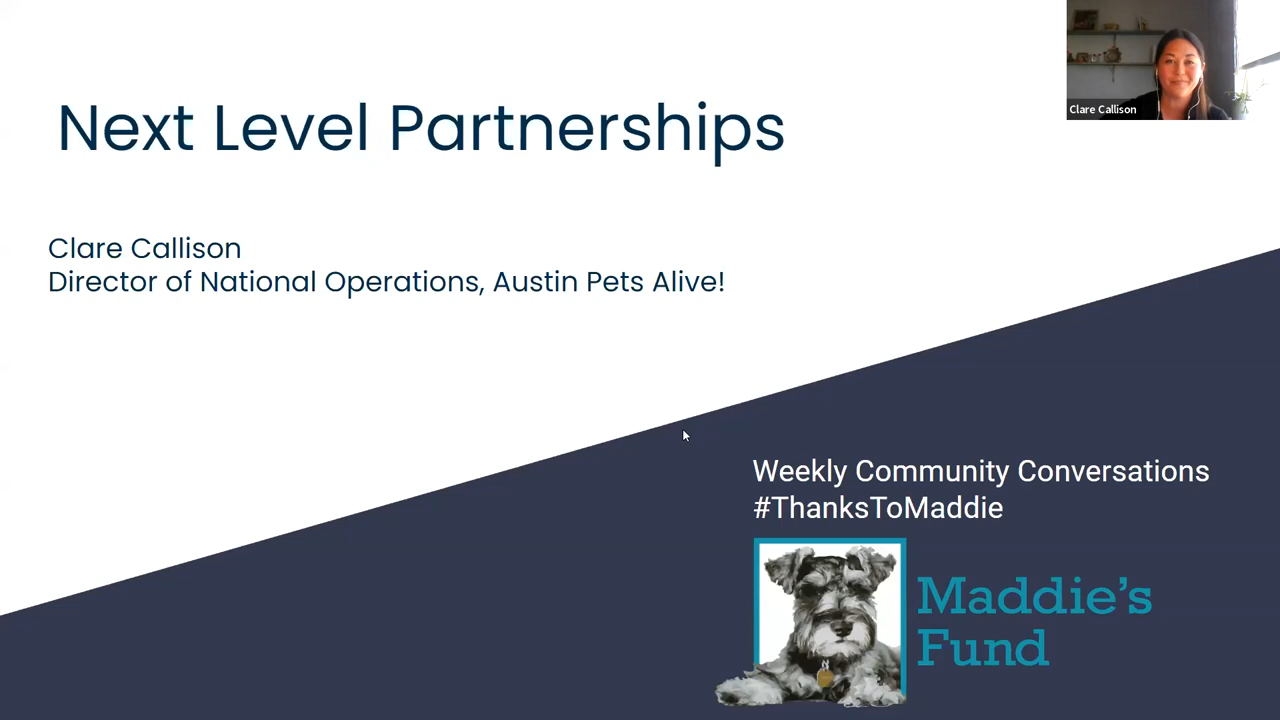 Next Level Partnerships
Clare Callison
Clare Callison
Director of National Operations, Austin Pets Alive!
Weekly Community Conversations
#ThanksToMaddie
Maddie's
Fund